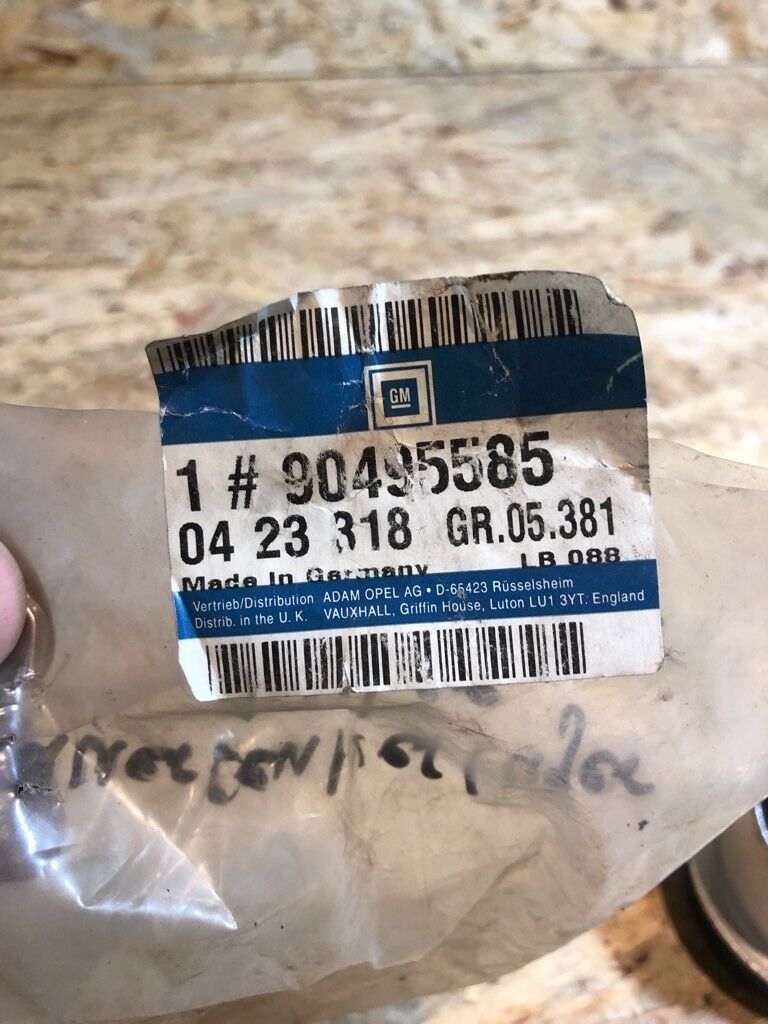 GM
1 # 90495585
04 23 318 GR.05.381
Made In Germany LB 088
Vertrieb/Distribution ADAM OPEL AG • D-65423 Rüsselsheim
Distrib. in the U. K. VAUXHALL, Griffin House, Luton LU1 3YT. England